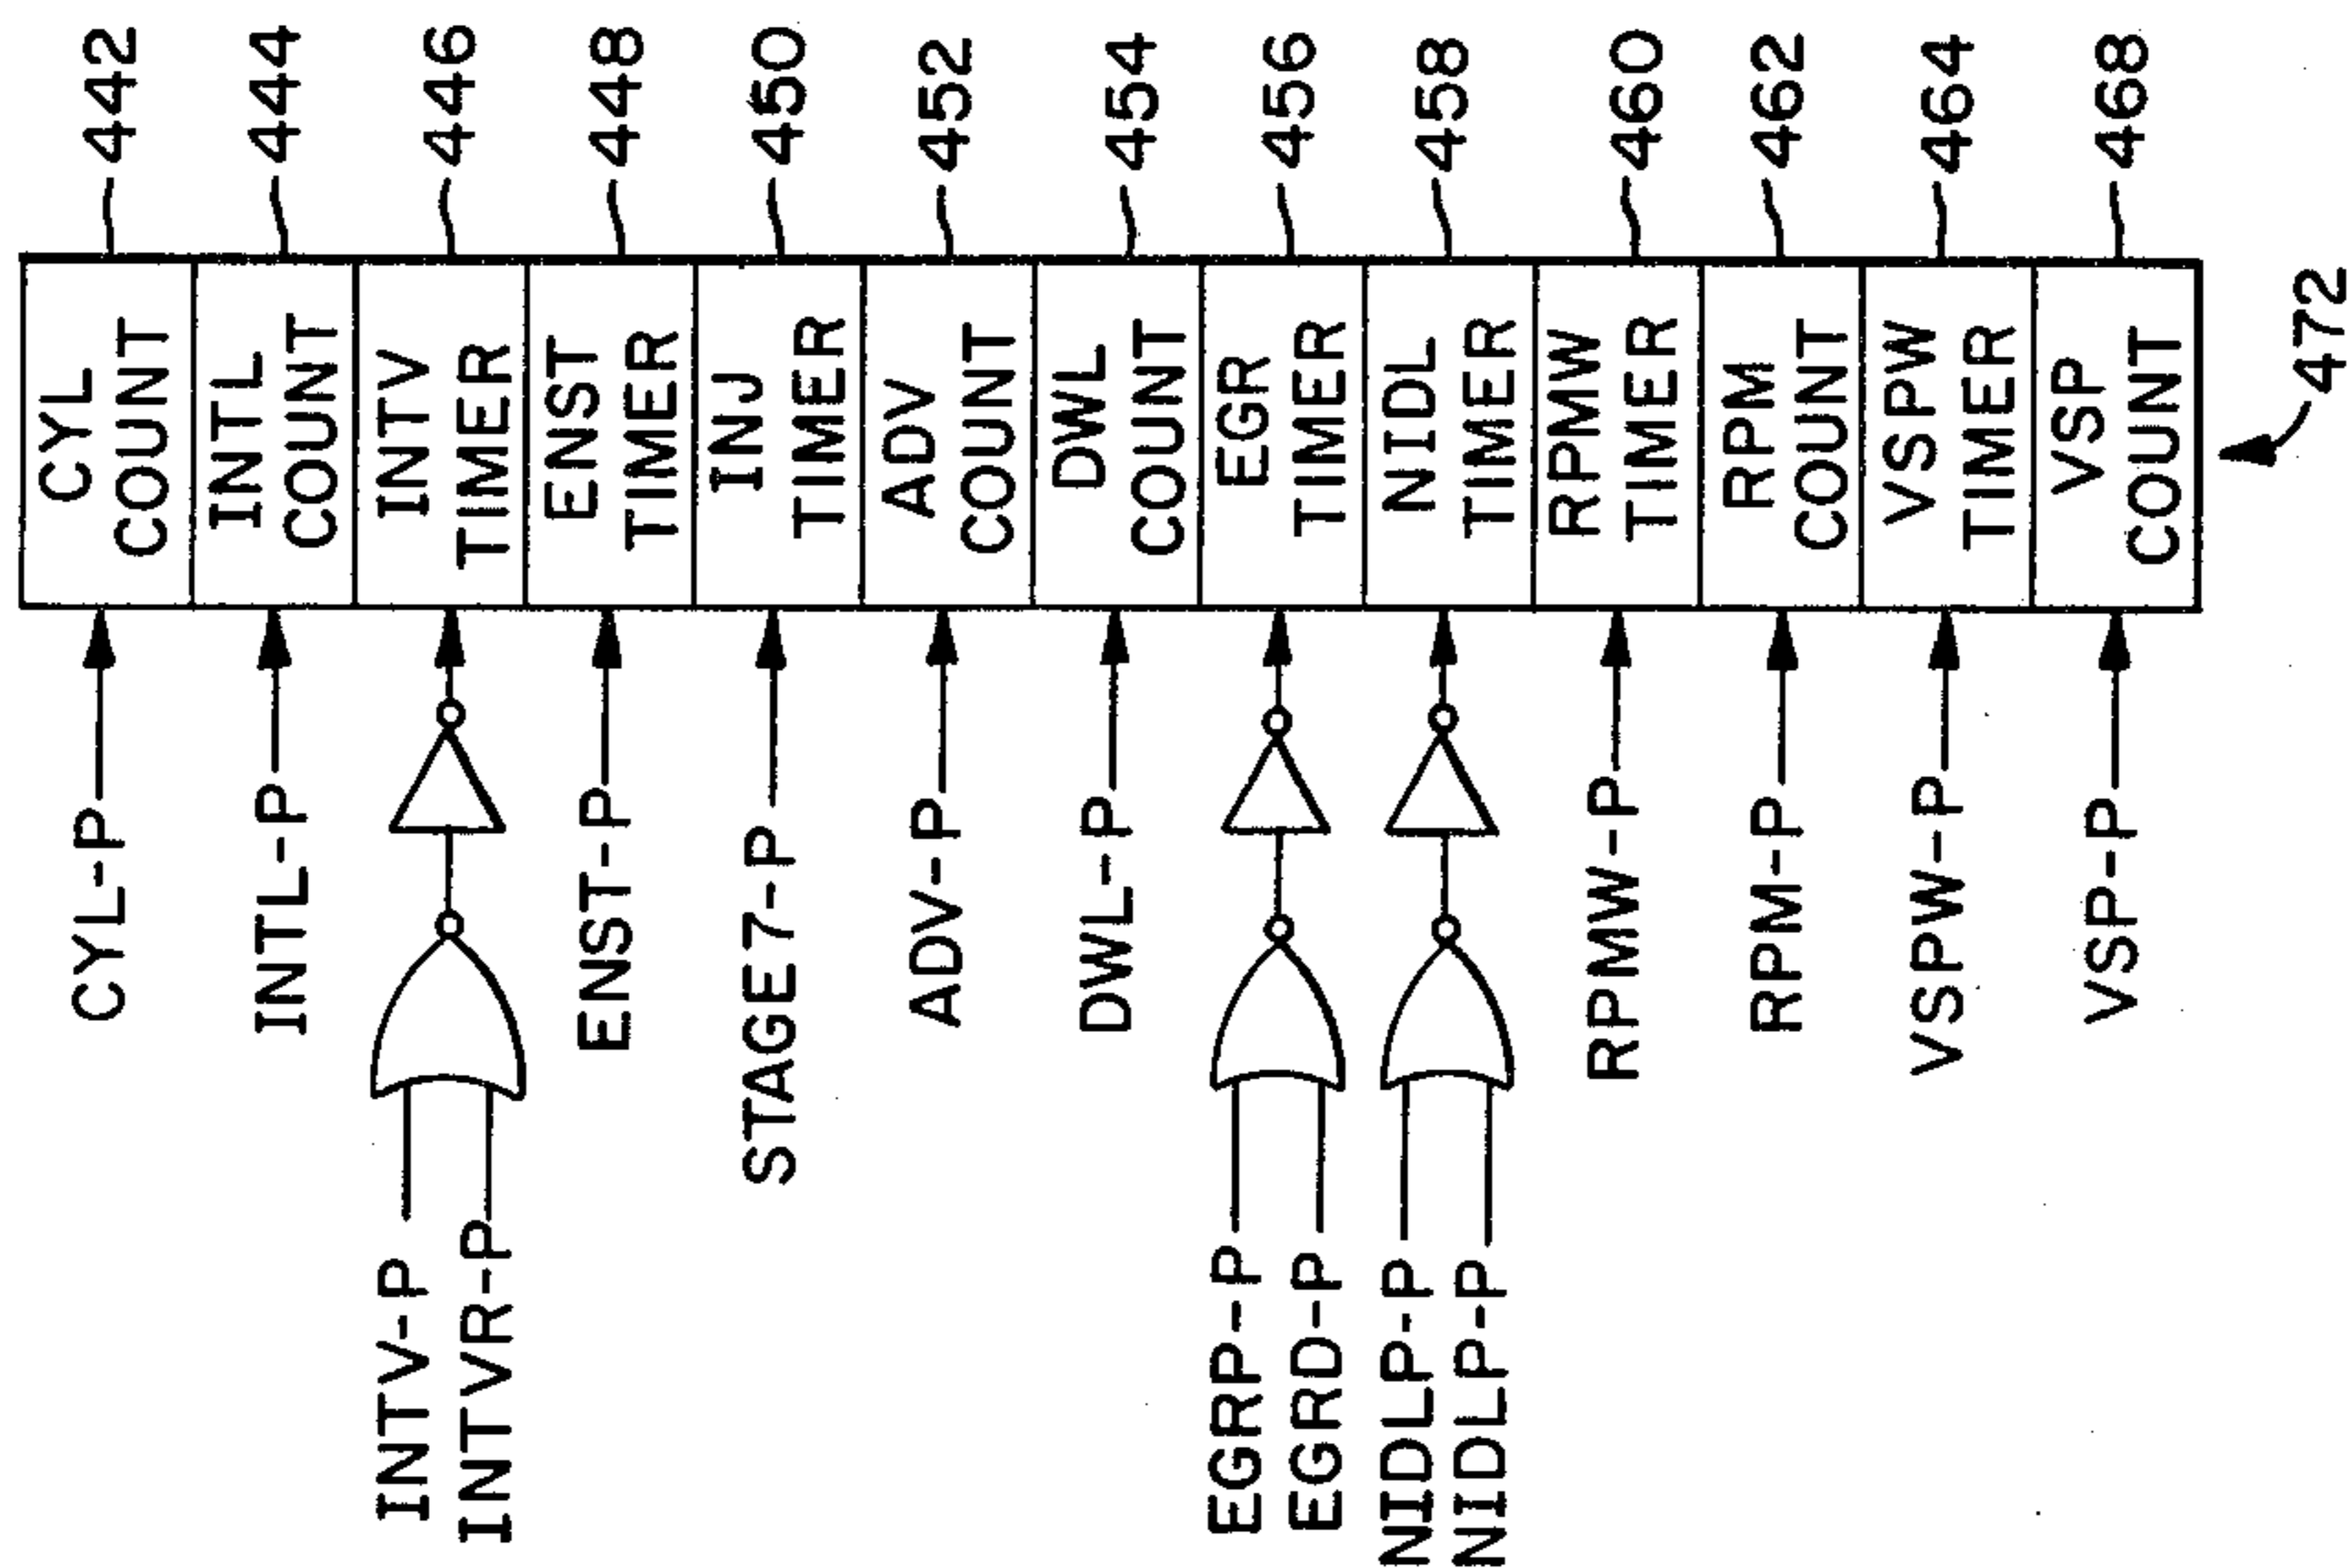 CYL-P
CYL
COUNT
442
INTL-P
INTL
COUNT
444
INTV-P
INTVR-P
INTV
TIMER
446
ENST-P
ENST
TIMER
448
STAGE7-P
INJ
TIMER
450
ADV-P
ADV
COUNT
452
DWL-P
DWL
COUNT
454
EGRP-P
EGRD-P
EGR
TIMER
456
NIDLP-P
NIDLP-P
NIDL
TIMER
458
RPMW-P
RPMW
TIMER
460
RPM-P
RPM
COUNT
462
VSPW-P
VSPW
TIMER
464
VSP-P
VSP
COUNT
468
472